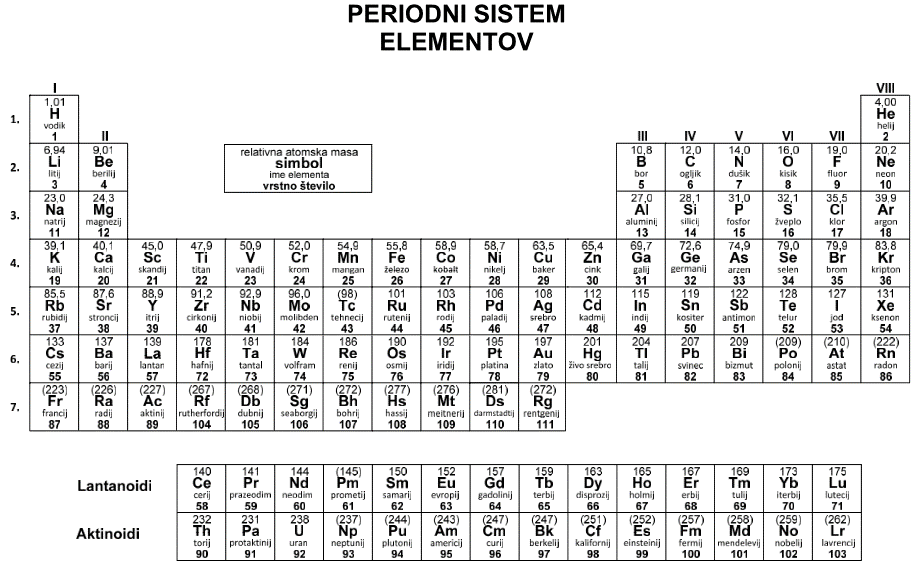 PERIODNI SISTEM
ELEMENTOV
I VIII
1,01 4,00
1. H He
vodik helij
1 II III IV V VI VII 2
6,94 9,01 relativna atomska masa 10,8 12,0 14,0 16,0 19,0 20,2
2. Li Be simbol B C N O F Ne
litij berilij ime elementa bor ogljik dušik kisik fluor neon
3 4 vrstno število 5 6 7 8 9 10
23,0 24,3 27,0 28,1 31,0 32,1 35,5 39,9
3. Na Mg Al Si P S Cl Ar
natrij magnezij aluminij silicij fosfor žveplo klor argon
11 12 13 14 15 16 17 18
39,1 40,1 45,0 47,9 50,9 52,0 54,9 55,8 58,9 58,7 63,5 65,4 69,7 72,6 74,9 79,0 79,9 83,8
4. K Ca Sc Ti V Cr Mn Fe Co Ni Cu Zn Ga Ge As Se Br Kr
kalij kalcij skandij titan vanadij krom mangan železo kobalt nikelj baker cink galij germanij arzen selen brom kripton
19 20 21 22 23 24 25 26 27 28 29 30 31 32 33 34 35 36
85,5 87,6 88,9 91,2 92,9 96,0 (98) 101 103 106 108 112 115 119 122 128 127 131
5. Rb Sr Y Zr Nb Mo Tc Ru Rh Pd Ag Cd In Sn Sb Te I Xe
rubidij stroncij itrij cirkonij niobij molibden tehnecij rutenij rodij paladij srebro kadmij indij kositer antimon telur jod ksenon
37 38 39 40 41 42 43 44 45 46 47 48 49 50 51 52 53 54
133 137 139 178 181 184 186 190 192 195 197 201 204 207 209 (209) (210) (222)
6. Cs Ba La Hf Ta W Re Os Ir Pt Au Hg Tl Pb Bi Po At Rn
cezij barij lantan hafnij tantal volfram renij osmij iridij platina zlato živo srebro talij svinec bizmut polonij astat radon
55 56 57 72 73 74 75 76 77 78 79 80 81 82 83 84 85 86
(223) (226) (227) (267) (268) (271) (272) (277) (276) (281) (272)
7. Fr Ra Ac Rf Db Sg Bh Hs Mt Ds Rg
francij radij aktinij rutherfordij dubnij seaborgij bohrij hassij meitnerij darmstadtij rentgenij
87 88 89 104 105 106 107 108 109 110 111
140 141 144 (145) 150 152 157 159 163 165 167 169 173 175
Lantanoidi Ce Pr Nd Pm Sm Eu Gd Tb Dy Ho Er Tm Yb Lu
cerij prazeodim neodim prometij samarij evropij gadolinij terbij disprozij holmij erbij tulij iterbij lutecij
58 59 60 61 62 63 64 65 66 67 68 69 70 71
232 231 238 (237) (244) (243) (247) (247) (251) (252) (257) (258) (259) (262)
Aktinoidi Th Pa U Np Pu Am Cm Bk Cf Es Fm Md No Lr
torij protaktinij uran neptunij plutonij americij curij berkelij kalifornij einsteinij fermij mendelevij nobelij lavrencij
90 91 92 93 94 95 96 97 98 99 100 101 102 103